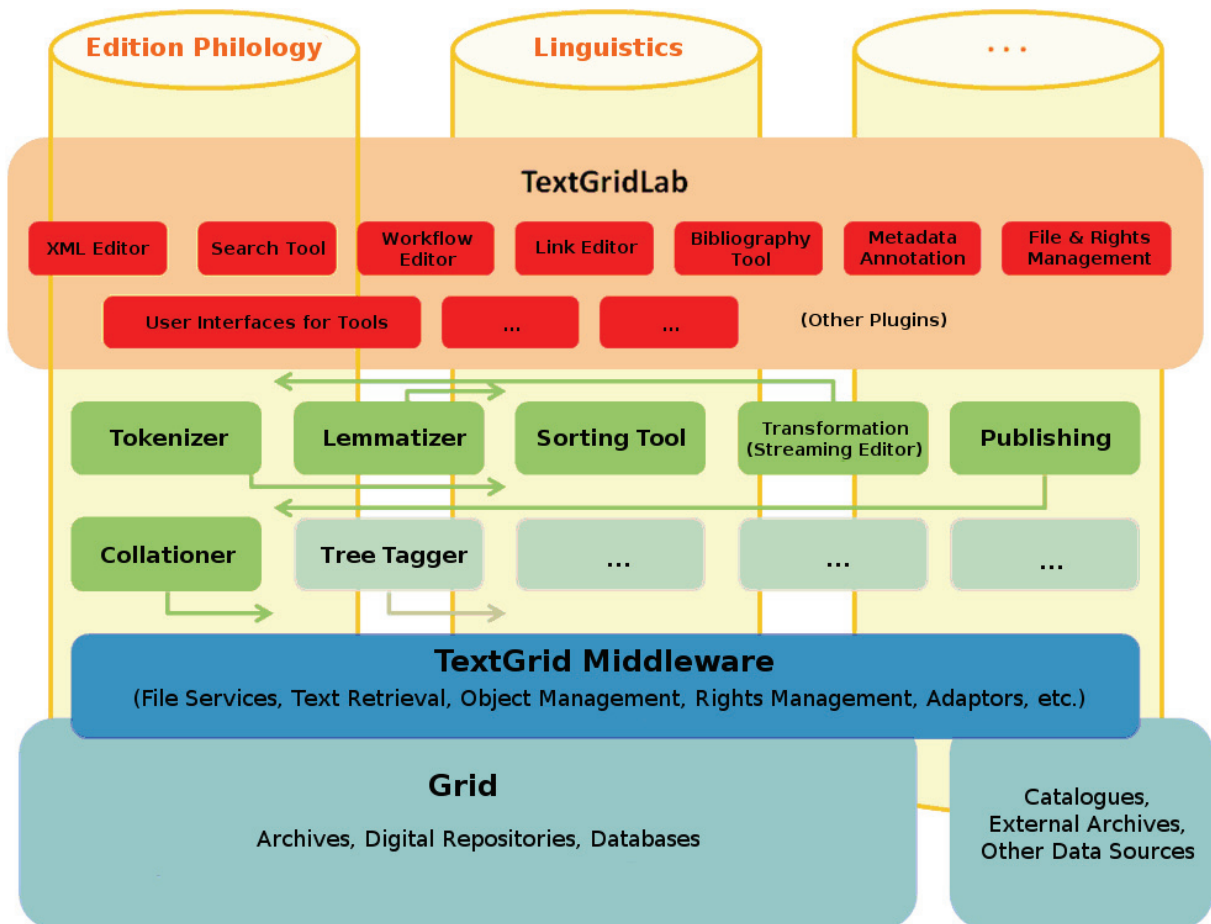 Edition Philology
Linguistics
...
TextGridLab
XML Editor
Search Tool
Workflow
Editor
Link Editor
Bibliography
Tool
Metadata
Annotation
File & Rights
Management
User Interfaces for Tools
...
...
(Other Plugins)
Tokenizer
Lemmatizer
Sorting Tool
Transformation
(Streaming Editor)
Publishing
Collationer
Tree Tagger
...
...
...
TextGrid Middleware
(File Services, Text Retrieval, Object Management, Rights Management, Adaptors, etc.)
Grid
Archives, Digital Repositories, Databases
Catalogues,
External Archives,
Other Data Sources